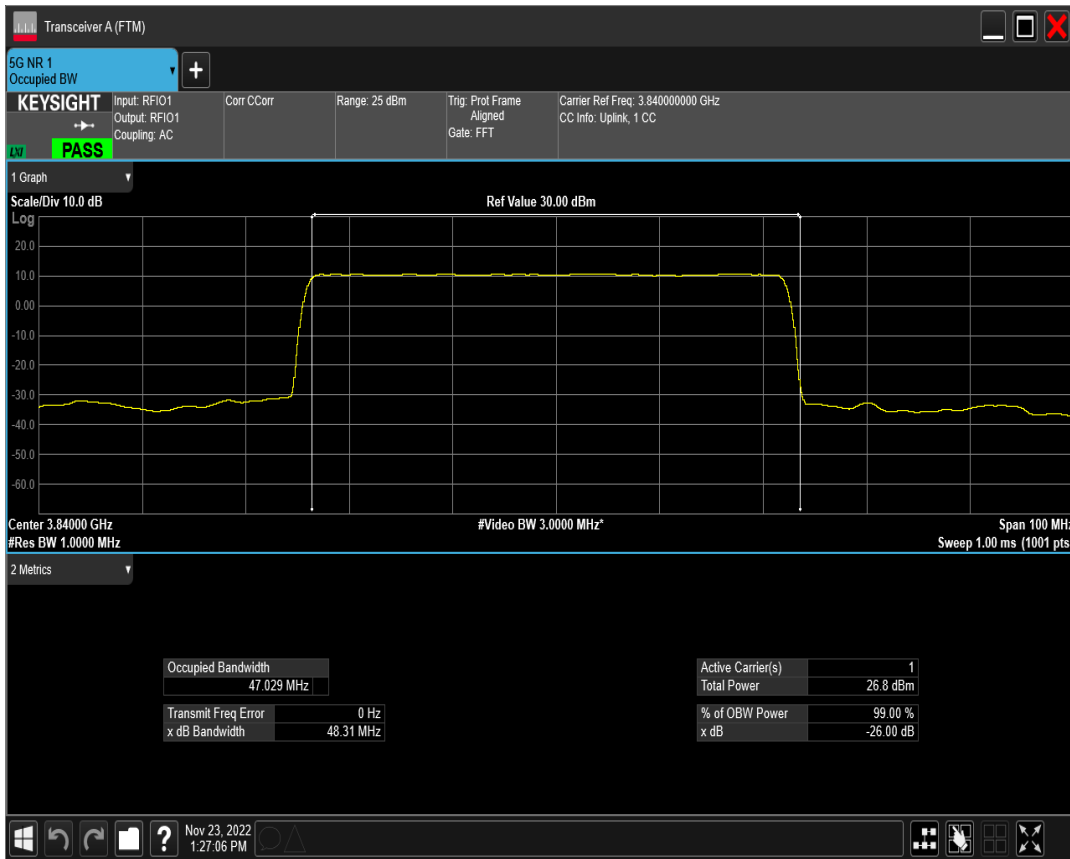 Transceiver A (FTM)
5G NR 1
Occupied BW
+
KEYSIGHT
Input: RFIO1
Output: RFIO1
Coupling: AC
Corr CCorr
Range: 25 dBm
Trig: Prot Frame
Aligned
Gate: FFT
Carrier Ref Freq: 3.840000000 GHz
CC Info: Uplink, 1 CC
LXI
PASS
1 Graph
Scale/Div 10.0 dB
Ref Value 30.00 dBm
Log
20.0
10.0
0.00
-10.0
-20.0
-30.0
-40.0
-50.0
-60.0
Center 3.84000 GHz
#Video BW 3.0000 MHz*
Span 100 MHz
#Res BW 1.0000 MHz
Sweep 1.00 ms (1001 pts
2 Metrics
Occupied Bandwidth
47.029 MHz
Transmit Freq Error 0 Hz
x dB Bandwidth 48.31 MHz
Active Carrier(s) 1
Total Power 26.8 dBm
% of OBW Power 99.00 %
x dB -26.00 dB
?
Nov 23, 2022
1:27:06 PM